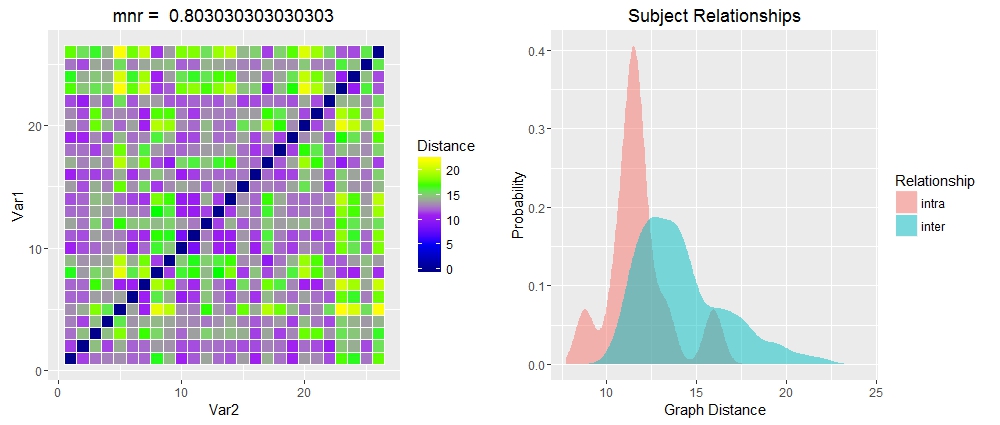 mnr = 0.803030303030303
Var1
20
10
0
0
10
20
Var2
Distance
20
15
10
5
0
Subject Relationships
Probability
0.4
0.3
0.2
0.1
0.0
10
15
20
25
Graph Distance
Relationship
intra
inter